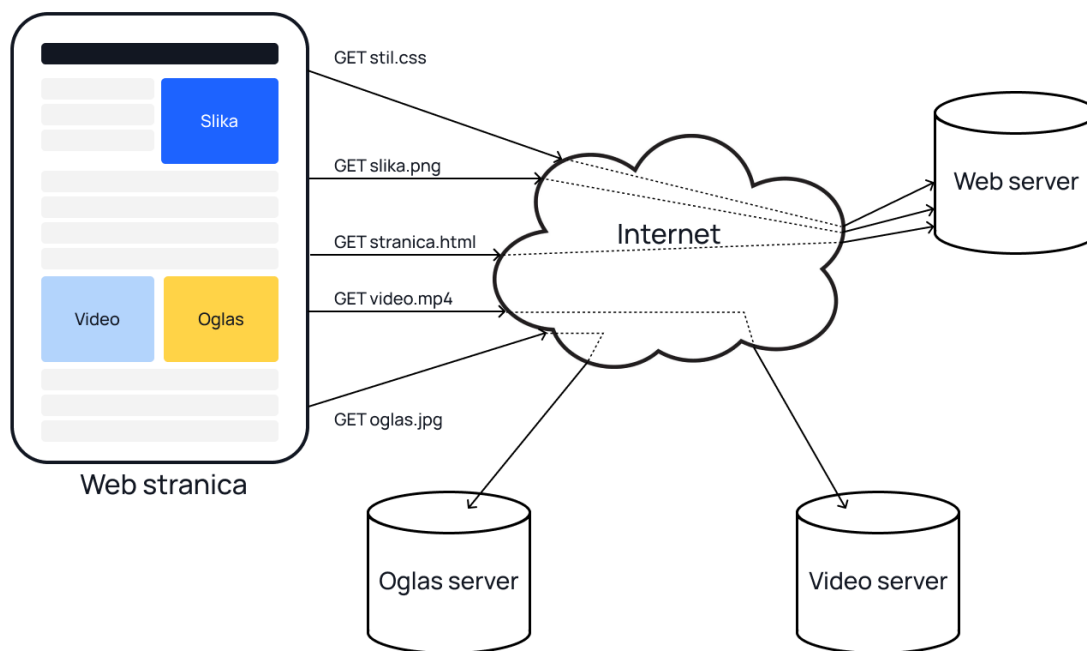 GET stil.css
Slika
GET slika.png
Web server
Internet
GET stranica.html
GET video.mp4
Video
Oglas
GET oglas.jpg
Web stranica
Oglas server
Video server